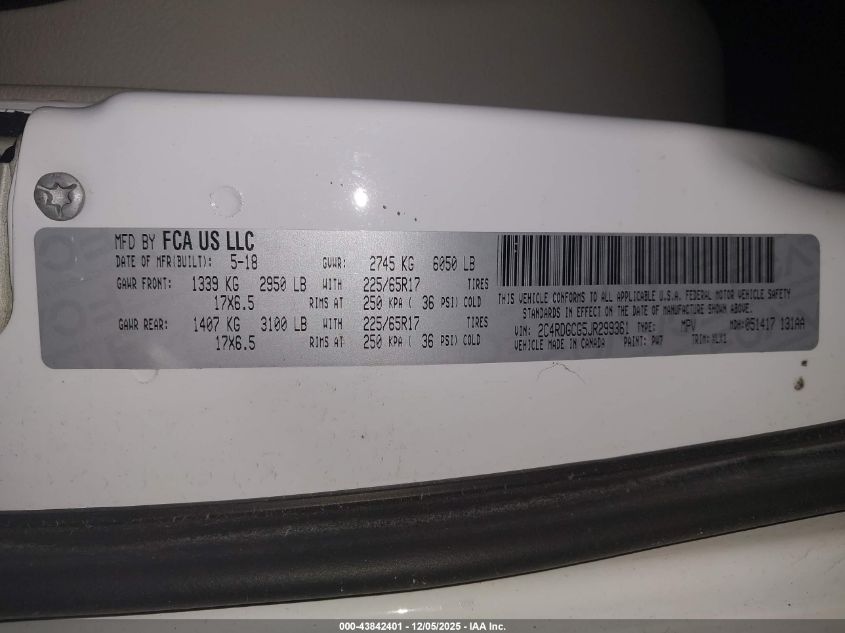 MFD BY FCA US LLC
DATE OF MFR(BUILT): 5-18 GVWR: 2745 KG 6050 LB
GAWR FRONT: 1339 KG 2950 LB WITH 225/65R17 TIRES
17X6.5 RIMS AT 250 KPA ( 36 PSI) COLD
GAWR REAR: 1407 KG 3100 LB WITH 225/65R17 TIRES
17X6.5 RIMS AT 250 KPA ( 36 PSI) COLD
THIS VEHICLE CONFORMS TO ALL APPLICABLE U.S.A. FEDERAL MOTOR VEHICLE SAFETY
STANDARDS IN EFFECT ON THE DATE OF MANUFACTURE SHOWN ABOVE.
VIN: 2C4RDGCG5JR299361 TYPE: MPV MDH:051417 131AA
VEHICLE MADE IN CANADA PAINT: PW7 TRIM:
000-43842401 - 12/05/2025 - IAA Inc.